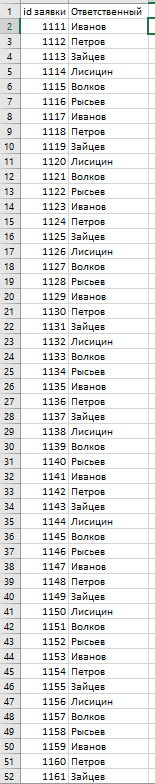 1 id заявки Ответственный
2 1111 Иванов
3 1112 Петров
4 1113 Зайцев
5 1114 Лисицин
6 1115 Волков
7 1116 Рысьев
8 1117 Иванов
9 1118 Петров
10 1119 Зайцев
11 1120 Лисицин
12 1121 Волков
13 1122 Рысьев
14 1123 Иванов
15 1124 Петров
16 1125 Зайцев
17 1126 Лисицин
18 1127 Волков
19 1128 Рысьев
20 1129 Иванов
21 1130 Петров
22 1131 Зайцев
23 1132 Лисицин
24 1133 Волков
25 1134 Рысьев
26 1135 Иванов
27 1136 Петров
28 1137 Зайцев
29 1138 Лисицин
30 1139 Волков
31 1140 Рысьев
32 1141 Иванов
33 1142 Петров
34 1143 Зайцев
35 1144 Лисицин
36 1145 Волков
37 1146 Рысьев
38 1147 Иванов
39 1148 Петров
40 1149 Зайцев
41 1150 Лисицин
42 1151 Волков
43 1152 Рысьев
44 1153 Иванов
45 1154 Петров
46 1155 Зайцев
47 1156 Лисицин
48 1157 Волков
49 1158 Рысьев
50 1159 Иванов
51 1160 Петров
52 1161 Зайцев